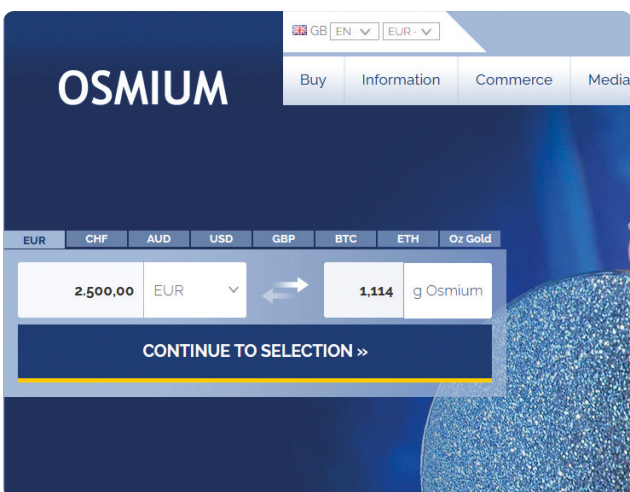 GB EN EUR
OSMIUM
Buy Information Commerce Media
EUR CHF AUD USD GBP BTC ETH Oz Gold
2.500,00 EUR 1,114 g Osmium
CONTINUE TO SELECTION »